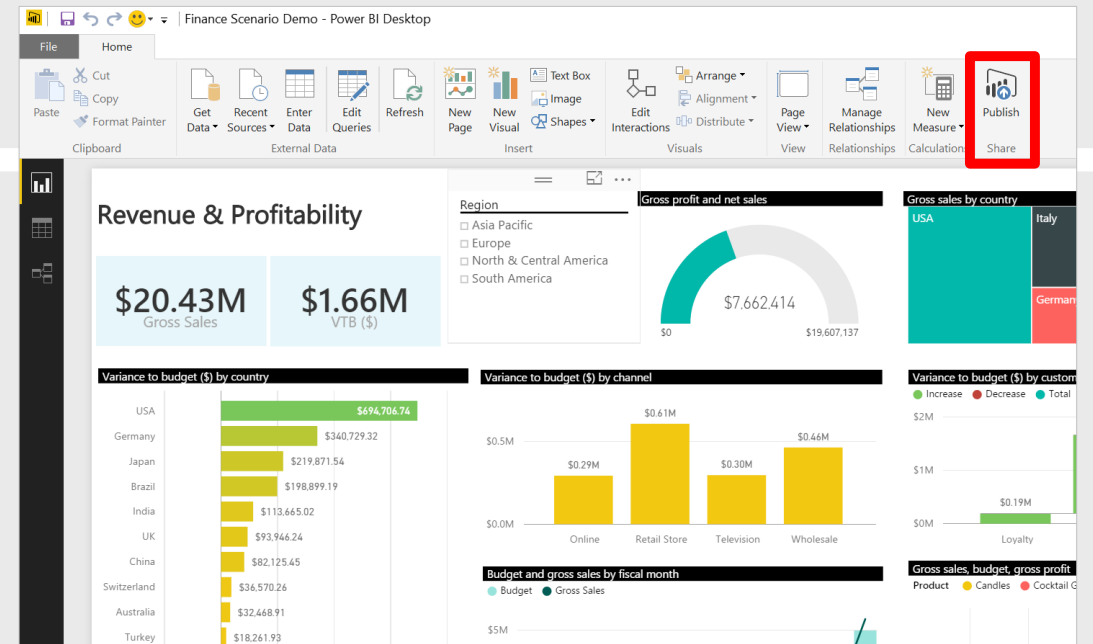 Finance Scenario Demo - Power BI Desktop
File
Home
Paste
Cut
Copy
Format Painter
Clipboard
Get Data
Recent Sources
Enter Data
Edit Queries
Refresh
External Data
New Page
New Visual
Text Box
Image
Shapes
Insert
Edit Interactions
Arrange
Alignment
Distribute
Visuals
Page View
View
Manage Relationships
Relationships
New Measure
Calculation
Publish
Share
Revenue & Profitability
$20.43M
Gross Sales
$1.66M
VTB ($)
Region
Asia Pacific
Europe
North & Central America
South America
Gross profit and net sales
$7,662,414
$0
$19,607,137
Gross sales by country
USA
Italy
German
Variance to budget ($) by country
USA $694,706.74
Germany $340,729.32
Japan $219,871.54
Brazil $198,899.19
India $113,665.02
UK $93,946.24
China $82,125.45
Switzerland $36,570.26
Australia $32,468.91
Turkey $18,261.93
Variance to budget ($) by channel
$0.61M
$0.5M
$0.46M
$0.29M
$0.30M
$0.0M
Online Retail Store Television Wholesale
Budget and gross sales by fiscal month
Budget Gross Sales
$5M
Variance to budget ($) by custom
Increase Decrease Total
$2M
$1M
$0.19M
$0M
Loyalty
Gross sales, budget, gross profit
Product Candles Cocktail G